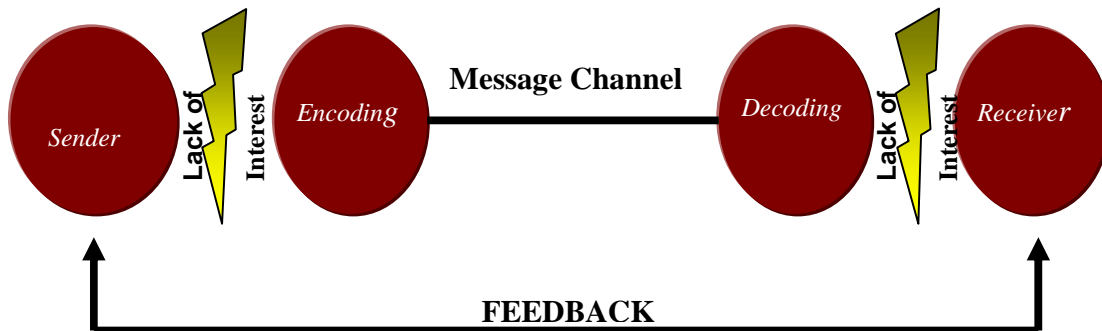 Message Channel
Sender
Lack of
Interest
Encoding
Decoding
Lack of
Interest
Receiver
FEEDBACK